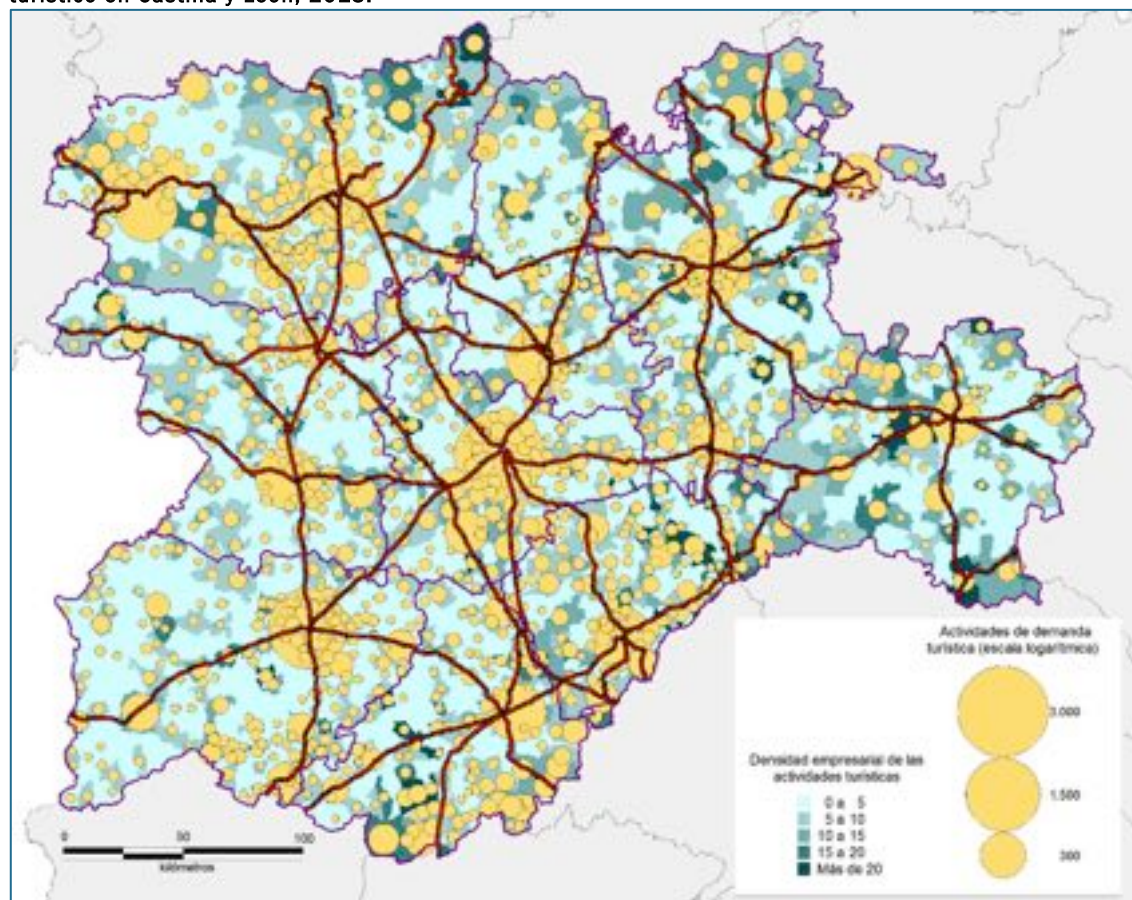 turístico en Castilla y León, 2023.
Actividades de demanda
turística (escala logarítmica)
3.000
1.500
300
Densidad empresarial de las
actividades turísticas
0 a 5
5 a 10
10 a 15
15 a 20
Más de 20
0 50 100
kilómetros